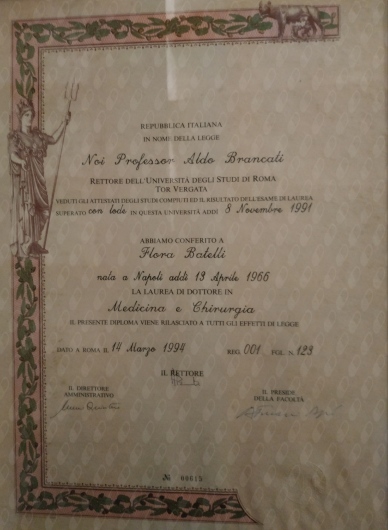 REPUBBLICA ITALIANA
IN NOME DELLA LEGGE
Noi Professor Aldo Brancati
RETTORE DELL'UNIVERSITÀ DEGLI STUDI DI ROMA
TOR VERGATA
VEDUTI GLI ATTESTATI DEGLI STUDI COMPIUTI ED IL RISULTATO DELL'ESAME DI LAUREA
SUPERATO con lode IN QUESTA UNIVERSITÀ ADDÌ 8 Novembre 1991
ABBIAMO CONFERITO A
Flora Batelli
nata a Napoli addì 13 Aprile 1966
LA LAUREA DI DOTTORE IN
Medicina e Chirurgia
IL PRESENTE DIPLOMA VIENE RILASCIATO A TUTTI GLI EFFETTI DI LEGGE
DATO A ROMA IL 14 Marzo 1994 REG. 001 FGL N. 123
IL RETTORE
IL DIRETTORE
AMMINISTRATIVO
IL PRESIDE
DELLA FACOLTÀ
№ 08615